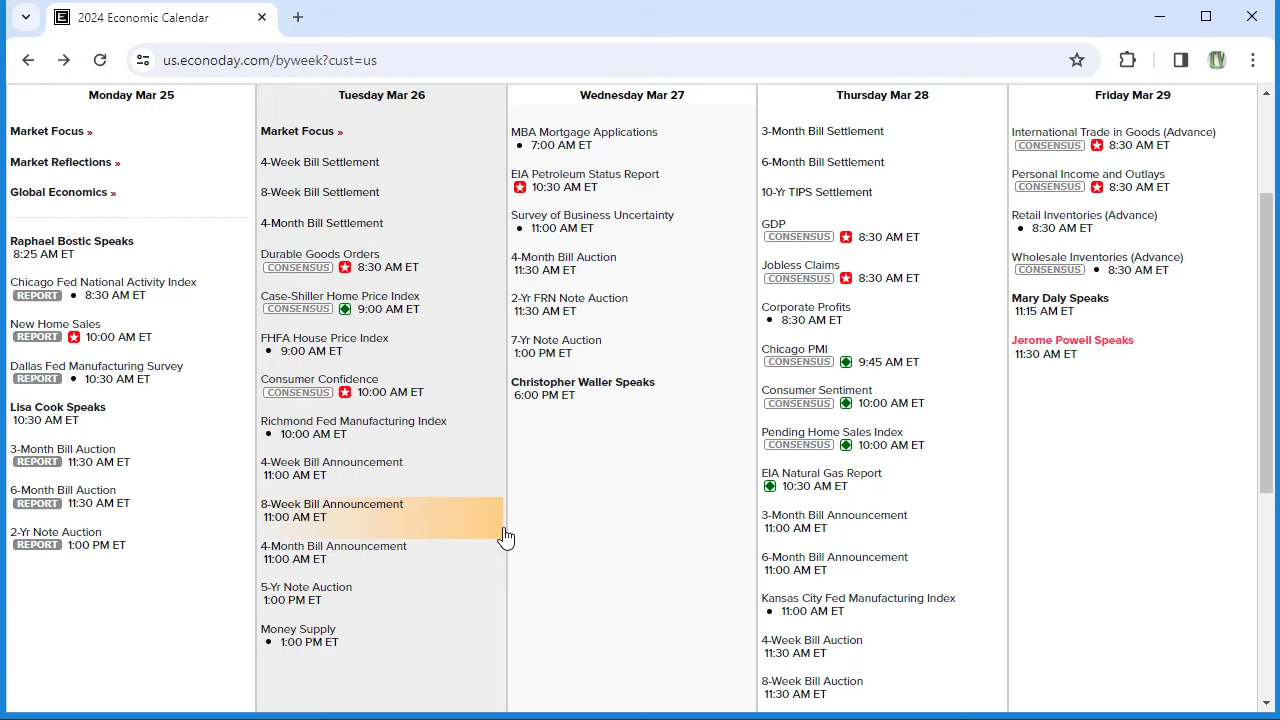 2024 Economic Calendar
us.econoday.com/byweek?cust=us
Monday Mar 25
Market Focus »
Market Reflections »
Global Economics »
Raphael Bostic Speaks
8:25 AM ET
Chicago Fed National Activity Index
REPORT 8:30 AM ET
New Home Sales
REPORT 10:00 AM ET
Dallas Fed Manufacturing Survey
REPORT 10:30 AM ET
Lisa Cook Speaks
10:30 AM ET
3-Month Bill Auction
REPORT 11:30 AM ET
6-Month Bill Auction
REPORT 11:30 AM ET
2-Yr Note Auction
REPORT 1:00 PM ET
Tuesday Mar 26
Market Focus »
4-Week Bill Settlement
8-Week Bill Settlement
4-Month Bill Settlement
Durable Goods Orders
CONSENSUS 8:30 AM ET
Case-Shiller Home Price Index
CONSENSUS 9:00 AM ET
FHFA House Price Index
• 9:00 AM ET
Consumer Confidence
CONSENSUS 10:00 AM ET
Richmond Fed Manufacturing Index
• 10:00 AM ET
4-Week Bill Announcement
11:00 AM ET
8-Week Bill Announcement
11:00 AM ET
4-Month Bill Announcement
11:00 AM ET
5-Yr Note Auction
1:00 PM ET
Money Supply
• 1:00 PM ET
Wednesday Mar 27
MBA Mortgage Applications
• 7:00 AM ET
EIA Petroleum Status Report
10:30 AM ET
Survey of Business Uncertainty
• 11:00 AM ET
4-Month Bill Auction
11:30 AM ET
2-Yr FRN Note Auction
11:30 AM ET
7-Yr Note Auction
1:00 PM ET
Christopher Waller Speaks
6:00 PM ET
Thursday Mar 28
3-Month Bill Settlement
6-Month Bill Settlement
10-Yr TIPS Settlement
GDP
CONSENSUS 8:30 AM ET
Jobless Claims
CONSENSUS 8:30 AM ET
Corporate Profits
• 8:30 AM ET
Chicago PMI
CONSENSUS 9:45 AM ET
Consumer Sentiment
CONSENSUS 10:00 AM ET
Pending Home Sales Index
CONSENSUS 10:00 AM ET
EIA Natural Gas Report
10:30 AM ET
3-Month Bill Announcement
11:00 AM ET
6-Month Bill Announcement
11:00 AM ET
Kansas City Fed Manufacturing Index
• 11:00 AM ET
4-Week Bill Auction
11:30 AM ET
8-Week Bill Auction
11:30 AM ET
Friday Mar 29
International Trade in Goods (Advance)
CONSENSUS 8:30 AM ET
Personal Income and Outlays
CONSENSUS 8:30 AM ET
Retail Inventories (Advance)
• 8:30 AM ET
Wholesale Inventories (Advance)
CONSENSUS • 8:30 AM ET
Mary Daly Speaks
11:15 AM ET
Jerome Powell Speaks
11:30 AM ET